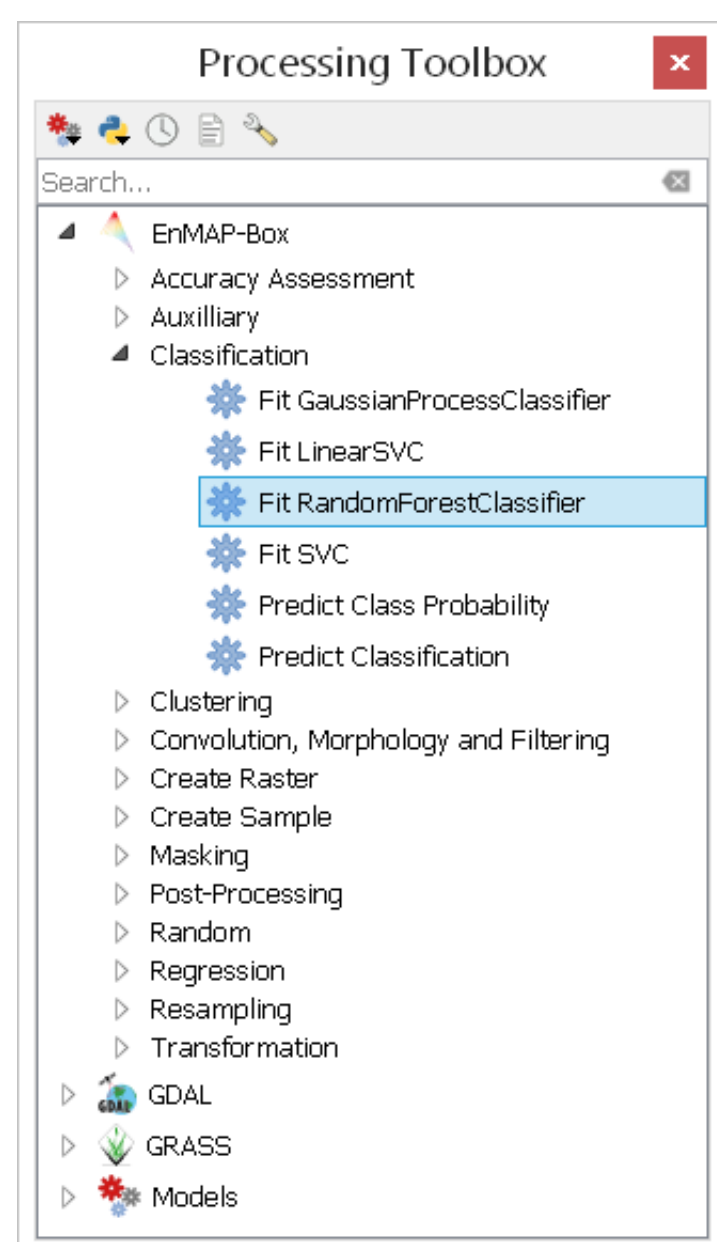 Processing Toolbox
Search...
EnMAP-Box
Accuracy Assessment
Auxilliary
Classification
Fit GaussianProcessClassifier
Fit LinearSVC
Fit RandomForestClassifier
Fit SVC
Predict Class Probability
Predict Classification
Clustering
Convolution, Morphology and Filtering
Create Raster
Create Sample
Masking
Post-Processing
Random
Regression
Resampling
Transformation
GDAL GDAL
GRASS
Models